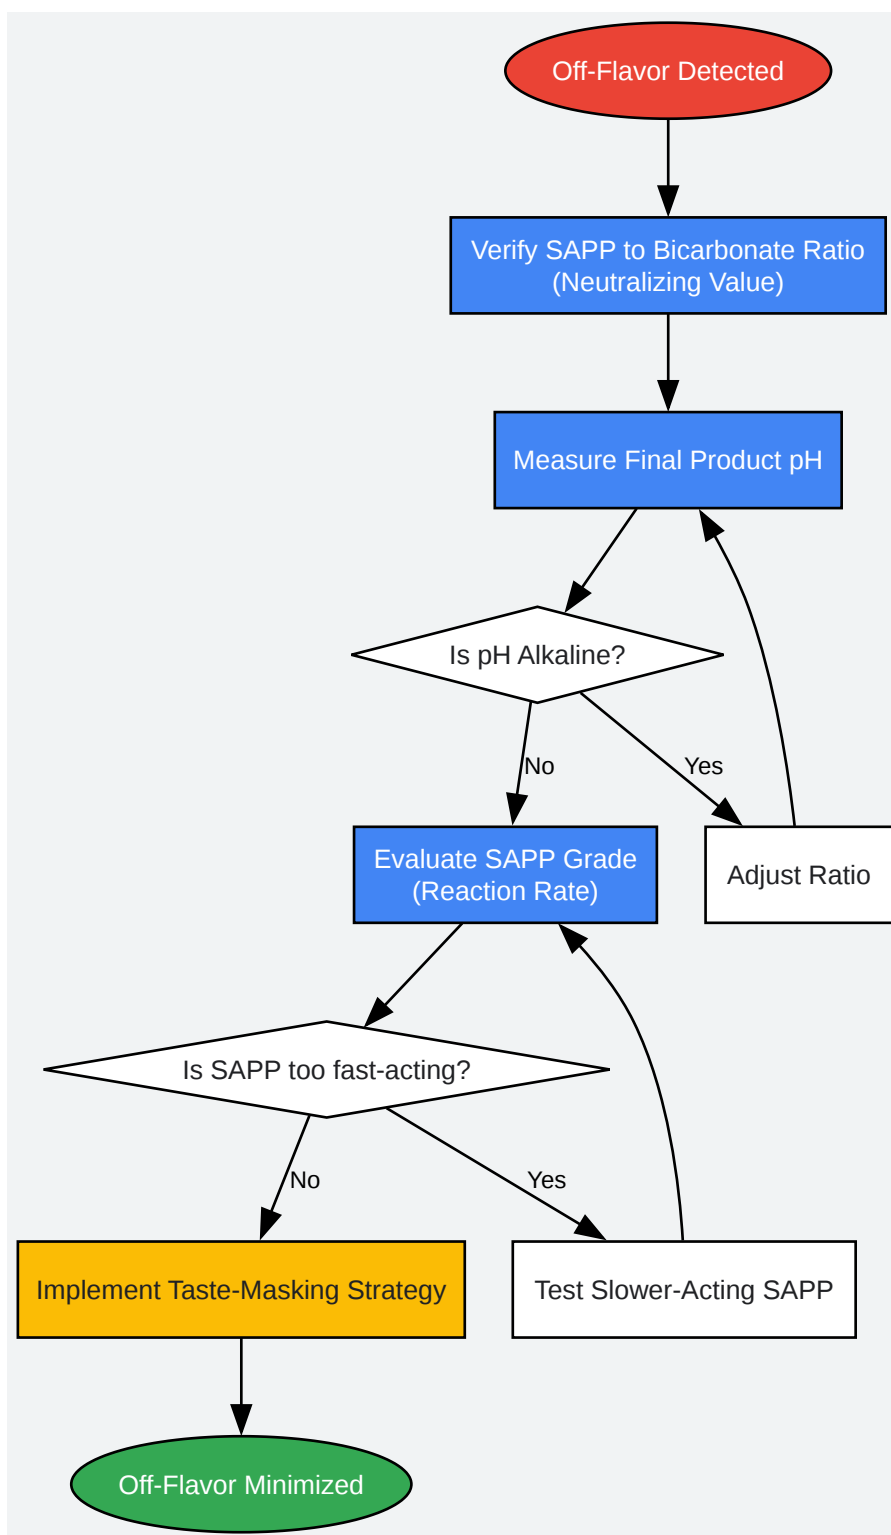 Off-Flavor Detected
Verify SAPP to Bicarbonate Ratio
(Neutralizing Value)
Measure Final Product pH
Is pH Alkaline?
No
Yes
Evaluate SAPP Grade
(Reaction Rate)
Adjust Ratio
Is SAPP too fast-acting?
No
Yes
Implement Taste-Masking Strategy
Test Slower-Acting SAPP
Off-Flavor Minimized